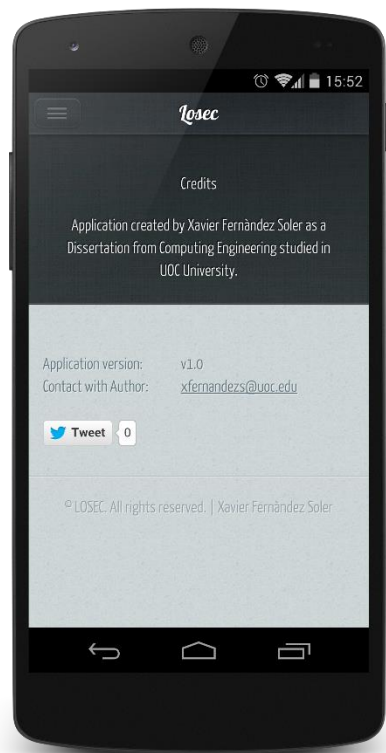 15:52
Losec
Credits
Application created by Xavier Fernàndez Soler as a
Dissertation from Computing Engineering studied in
UOC University.
Application version: v1.0
Contact with Author: xfernandezs@uoc.edu
Tweet 0
© LOSEC. All rights reserved. | Xavier Fernàndez Soler